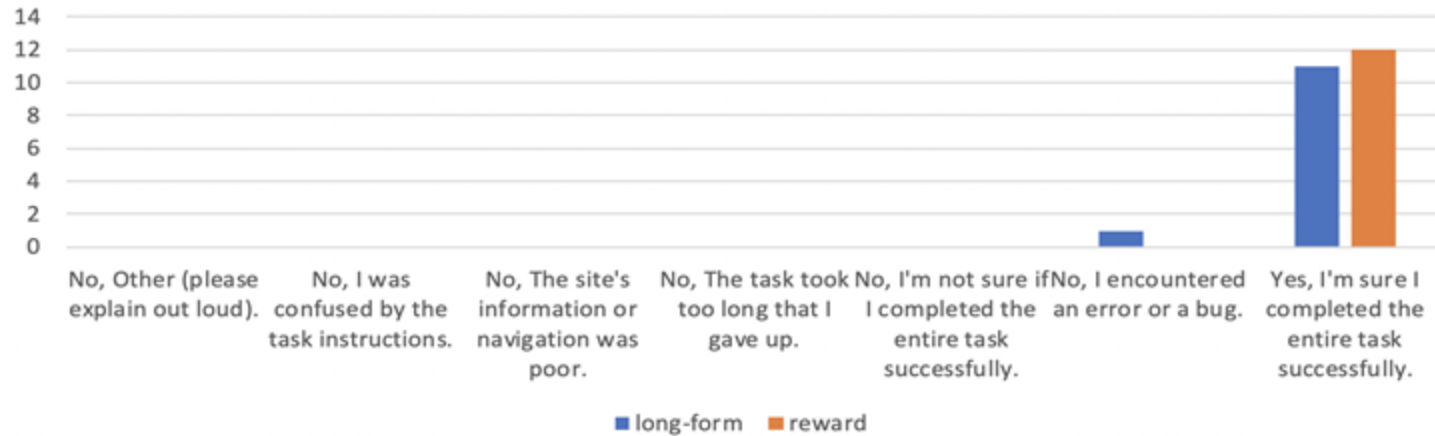 14
12
10
8
6
4
2
0
No, Other (please
explain out loud).
No, I was
confused by the
task instructions.
No, The site's
information or
navigation was
poor.
No, The task took
too long that I
gave up.
No, I'm not sure if
I completed the
entire task
successfully.
No, I encountered
an error or a bug.
Yes, I'm sure I
completed the
entire task
successfully.
long-form reward